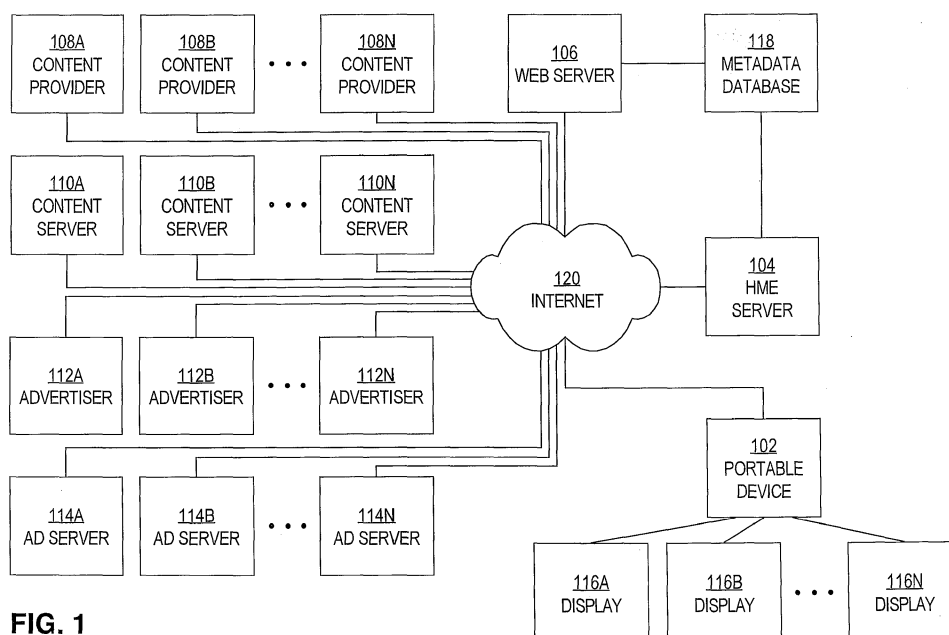 108A
CONTENT
PROVIDER
108B
CONTENT
PROVIDER
108N
CONTENT
PROVIDER
106
WEB SERVER
118
METADATA
DATABASE
110A
CONTENT
SERVER
110B
CONTENT
SERVER
110N
CONTENT
SERVER
120
INTERNET
104
HME
SERVER
112A
ADVERTISER
112B
ADVERTISER
112N
ADVERTISER
102
PORTABLE
DEVICE
114A
AD SERVER
114B
AD SERVER
114N
AD SERVER
116A
DISPLAY
116B
DISPLAY
116N
DISPLAY
FIG. 1